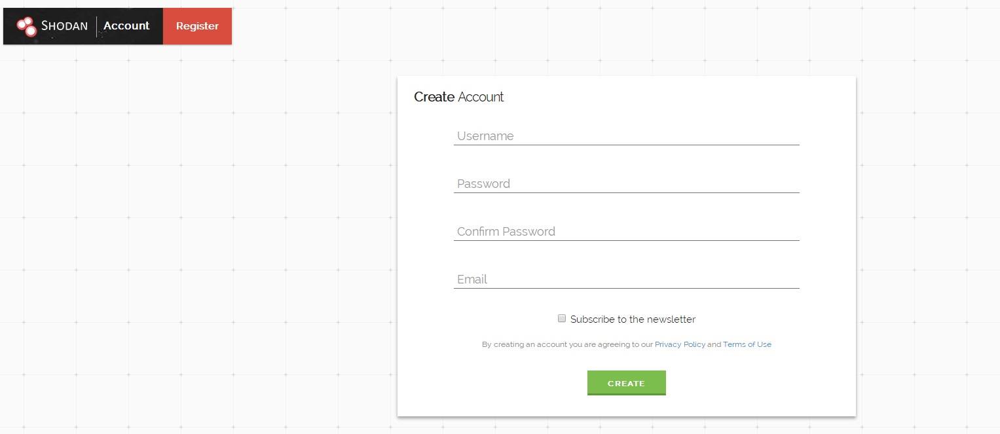 SHODAN Account Register
Create Account
Username
Password
Confirm Password
Email
Subscribe to the newsletter
By creating an account you are agreeing to our Privacy Policy and Terms of Use
CREATE